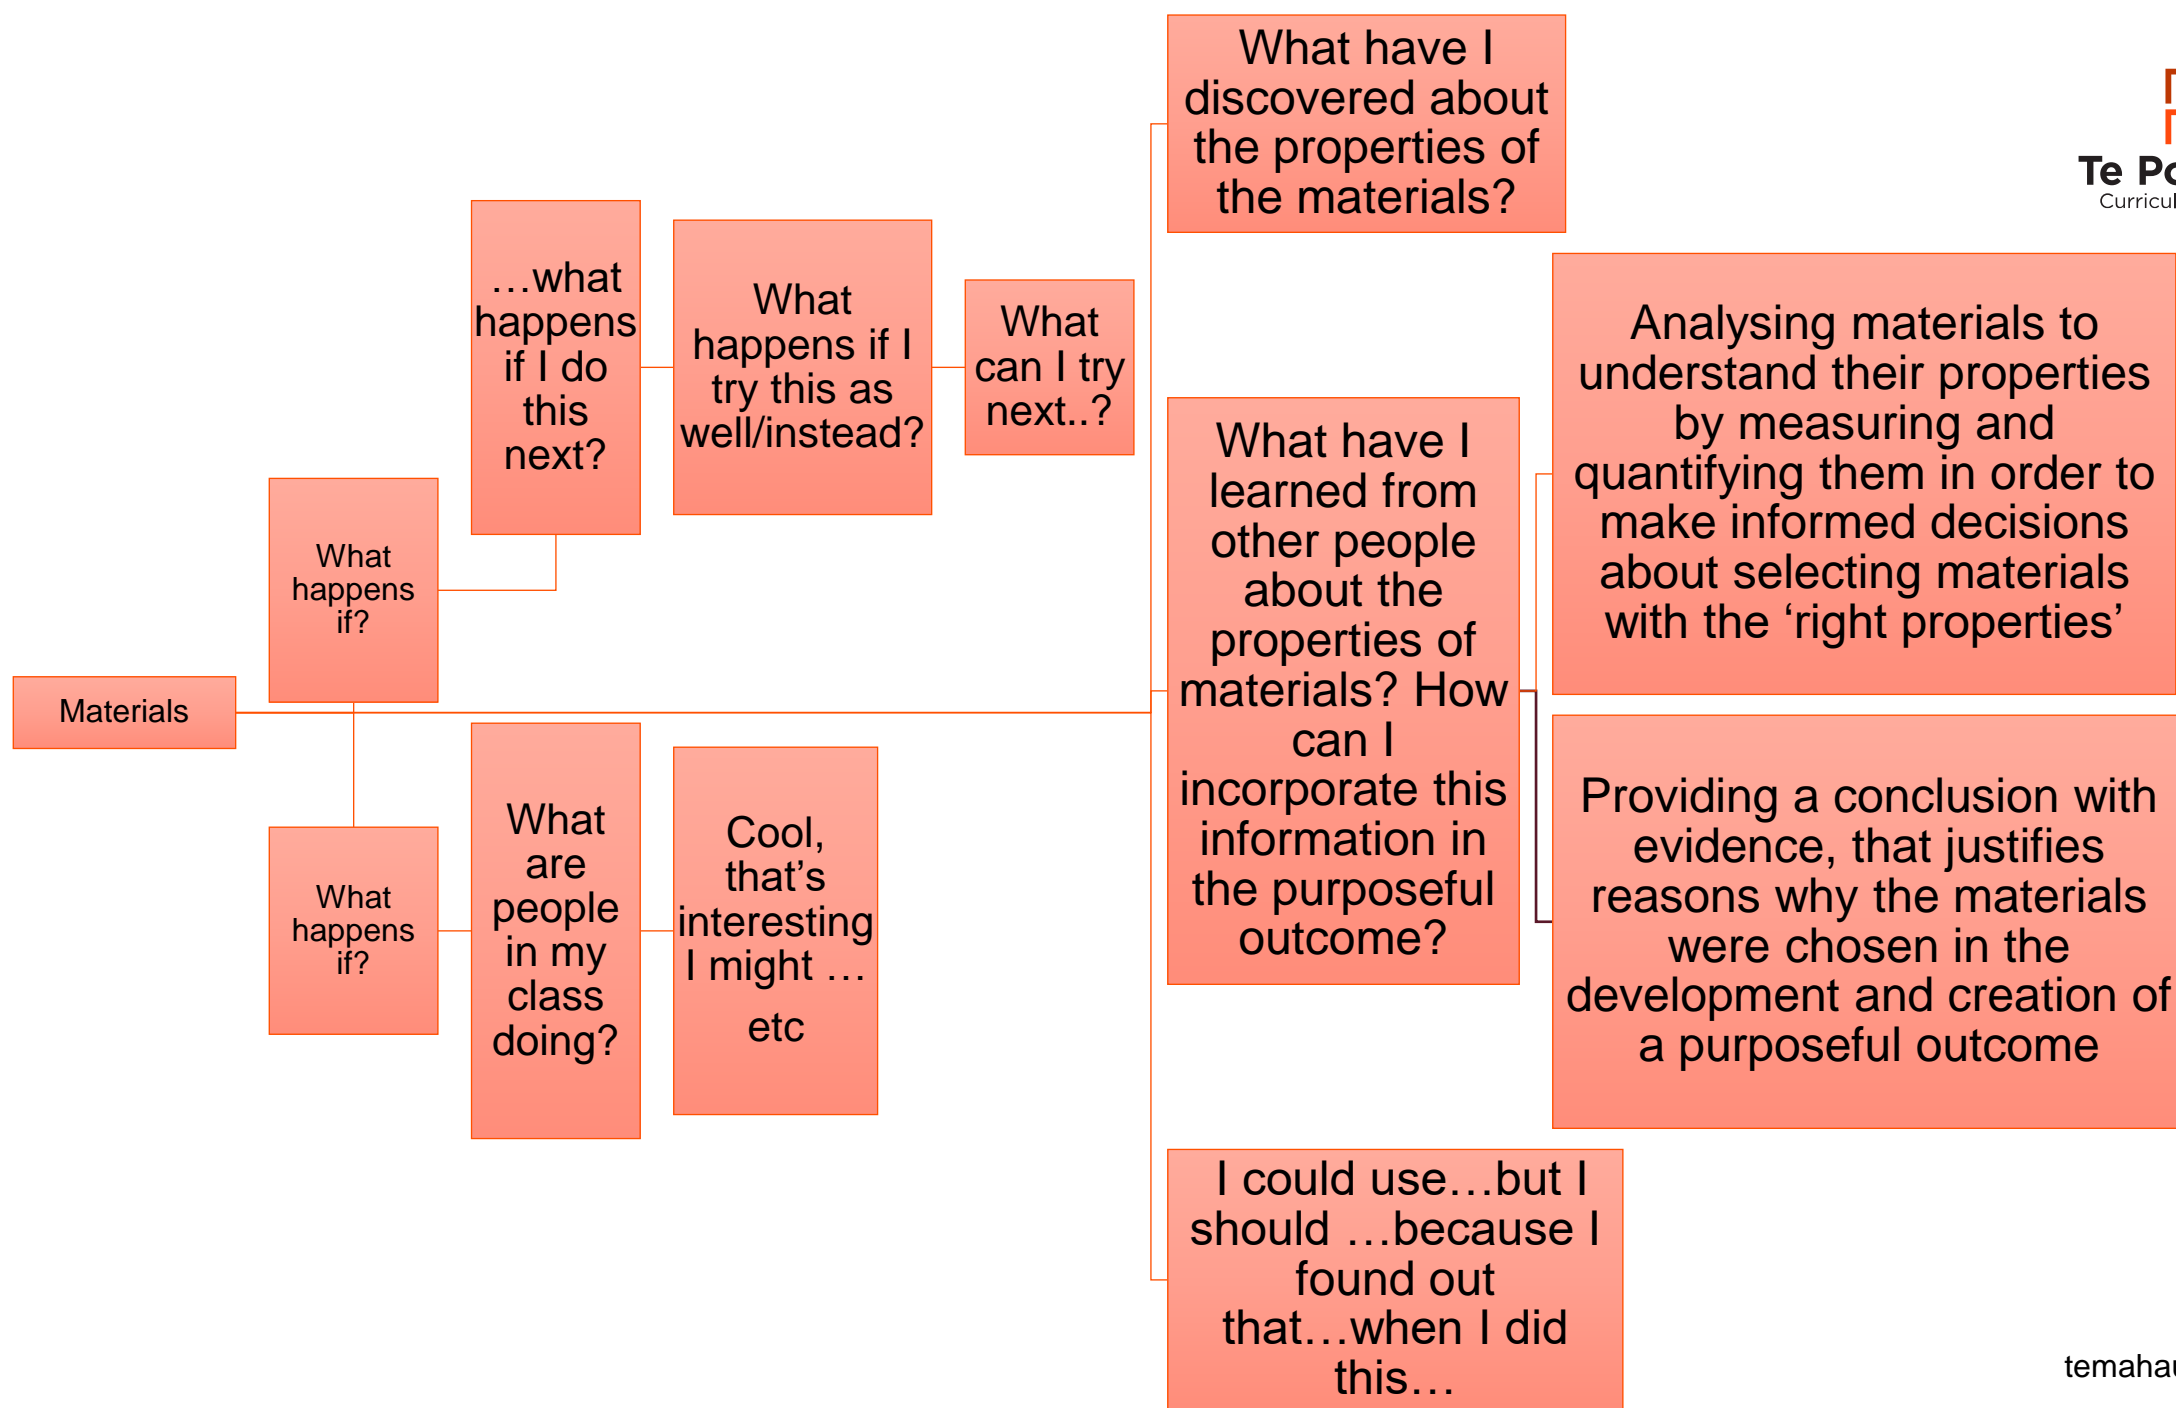 Materials
What
happens
if?
…what
happens
if I do
this
next?
What
happens if I
try this as
well/instead?
What
can I try
next..?
What
happens
if?
What
are
people
in my
class
doing?
Cool,
that’s
interesting
I might …
etc
What have I
discovered about
the properties of
the materials?
What have I
learned from
other people
about the
properties of
materials? How
can I
incorporate this
information in
the purposeful
outcome?
Analysing materials to
understand their properties
by measuring and
quantifying them in order to
make informed decisions
about selecting materials
with the ‘right properties’
Providing a conclusion with
evidence, that justifies
reasons why the materials
were chosen in the
development and creation of
a purposeful outcome
I could use…but I
should …because I
found out
that…when I did
this…
Te